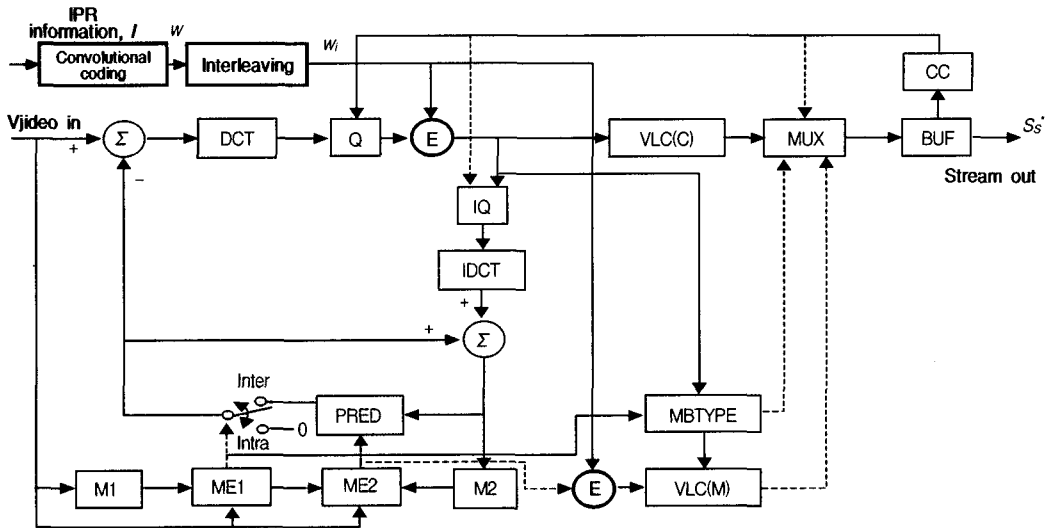 IPR
information, I
W
Wi
Convolutional
coding
Interleaving
CC
Vjideo in
+
Σ
DCT
Q
E
VLC(C)
MUX
BUF
Ss*
Stream out
−
IQ
IDCT
+
+
Σ
Inter
PRED
0
Intra
MBTYPE
M1
ME1
ME2
M2
E
VLC(M)